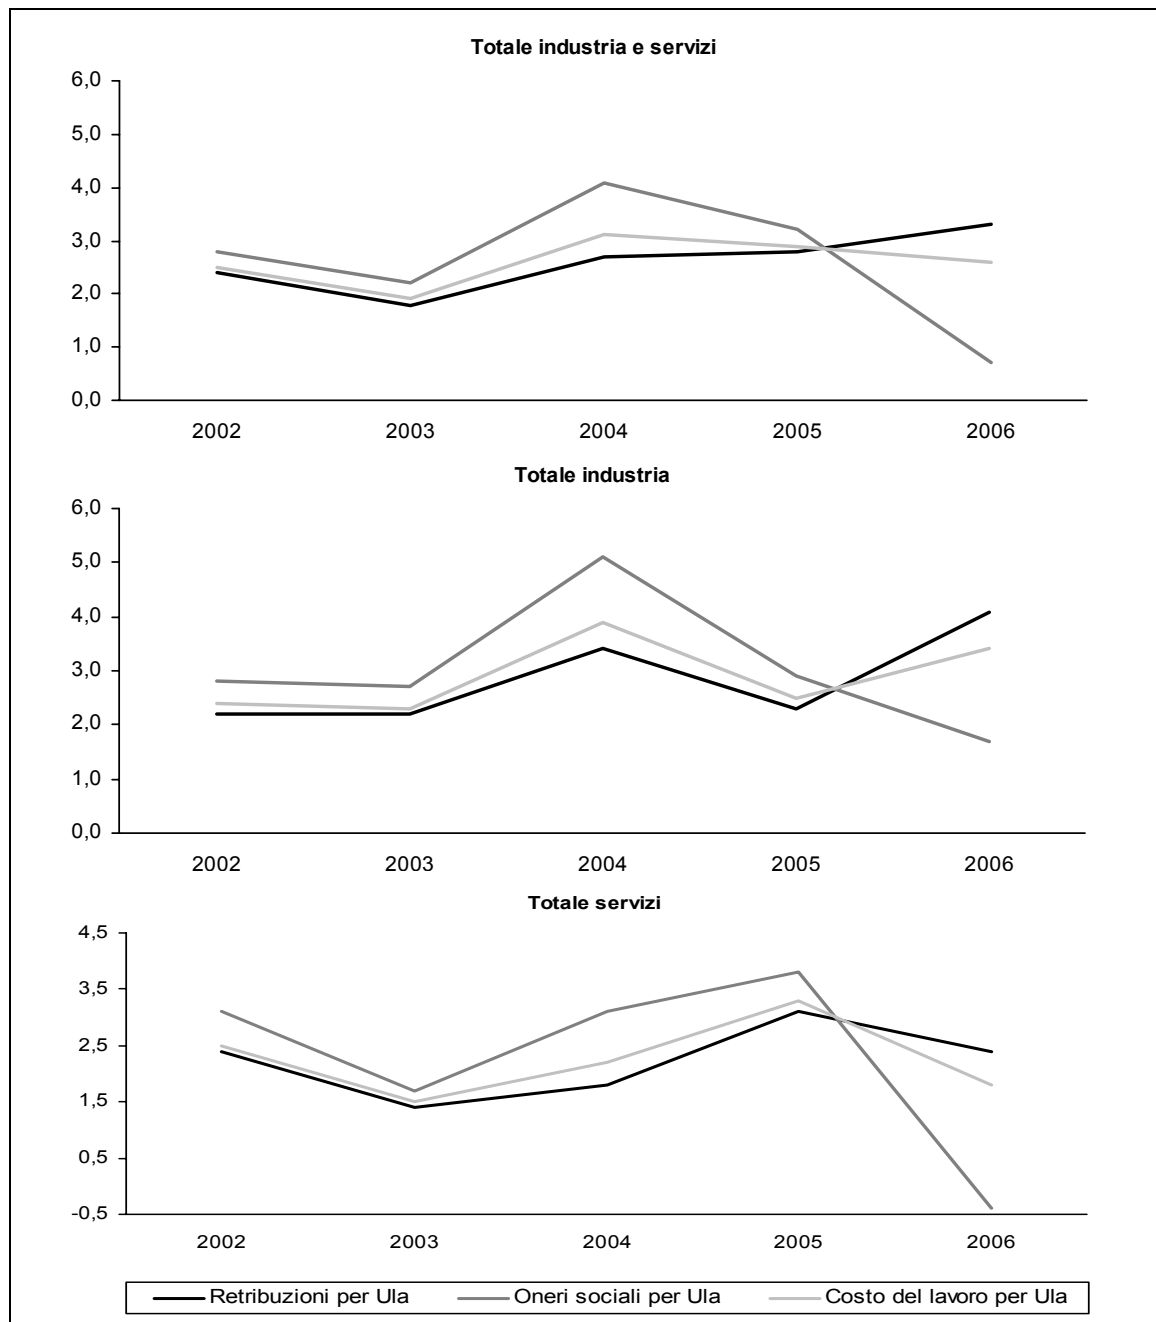 Totale industria e servizi
6,0
5,0
4,0
3,0
2,0
1,0
0,0
2002 2003 2004 2005 2006
Totale industria
6,0
5,0
4,0
3,0
2,0
1,0
0,0
2002 2003 2004 2005 2006
Totale servizi
4,5
3,5
2,5
1,5
0,5
-0,5
2002 2003 2004 2005 2006
Retribuzioni per Ula Oneri sociali per Ula Costo del lavoro per Ula